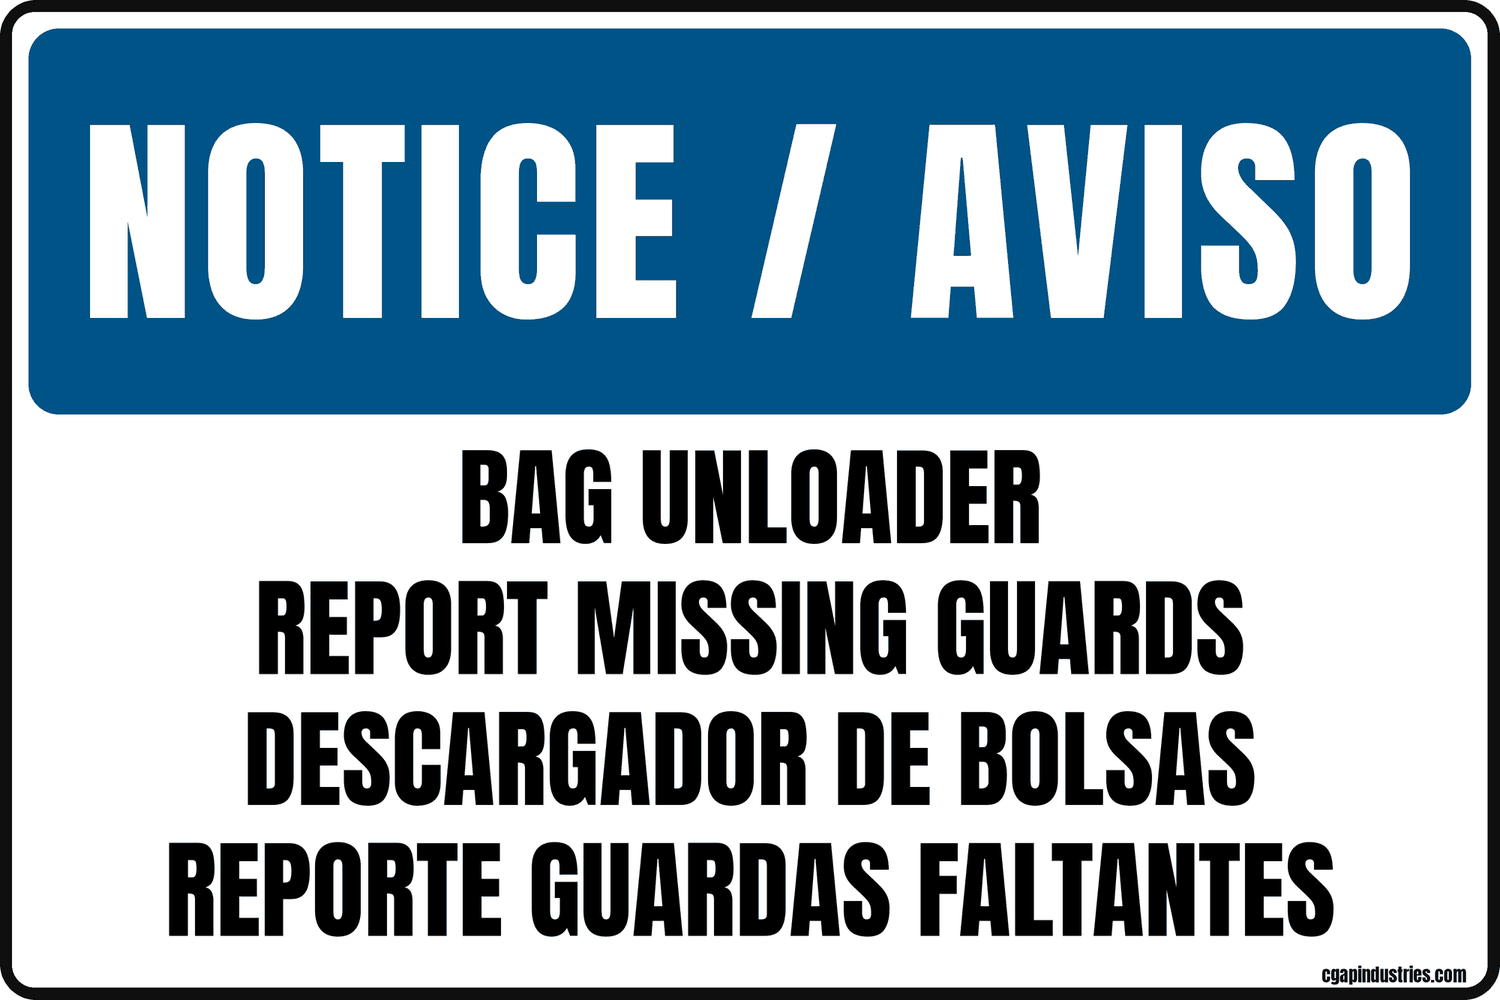 NOTICE / AVISO
BAG UNLOADER
REPORT MISSING GUARDS
DESCARGADOR DE BOLSAS
REPORTE GUARDAS FALTANTES
cgapindustries.com